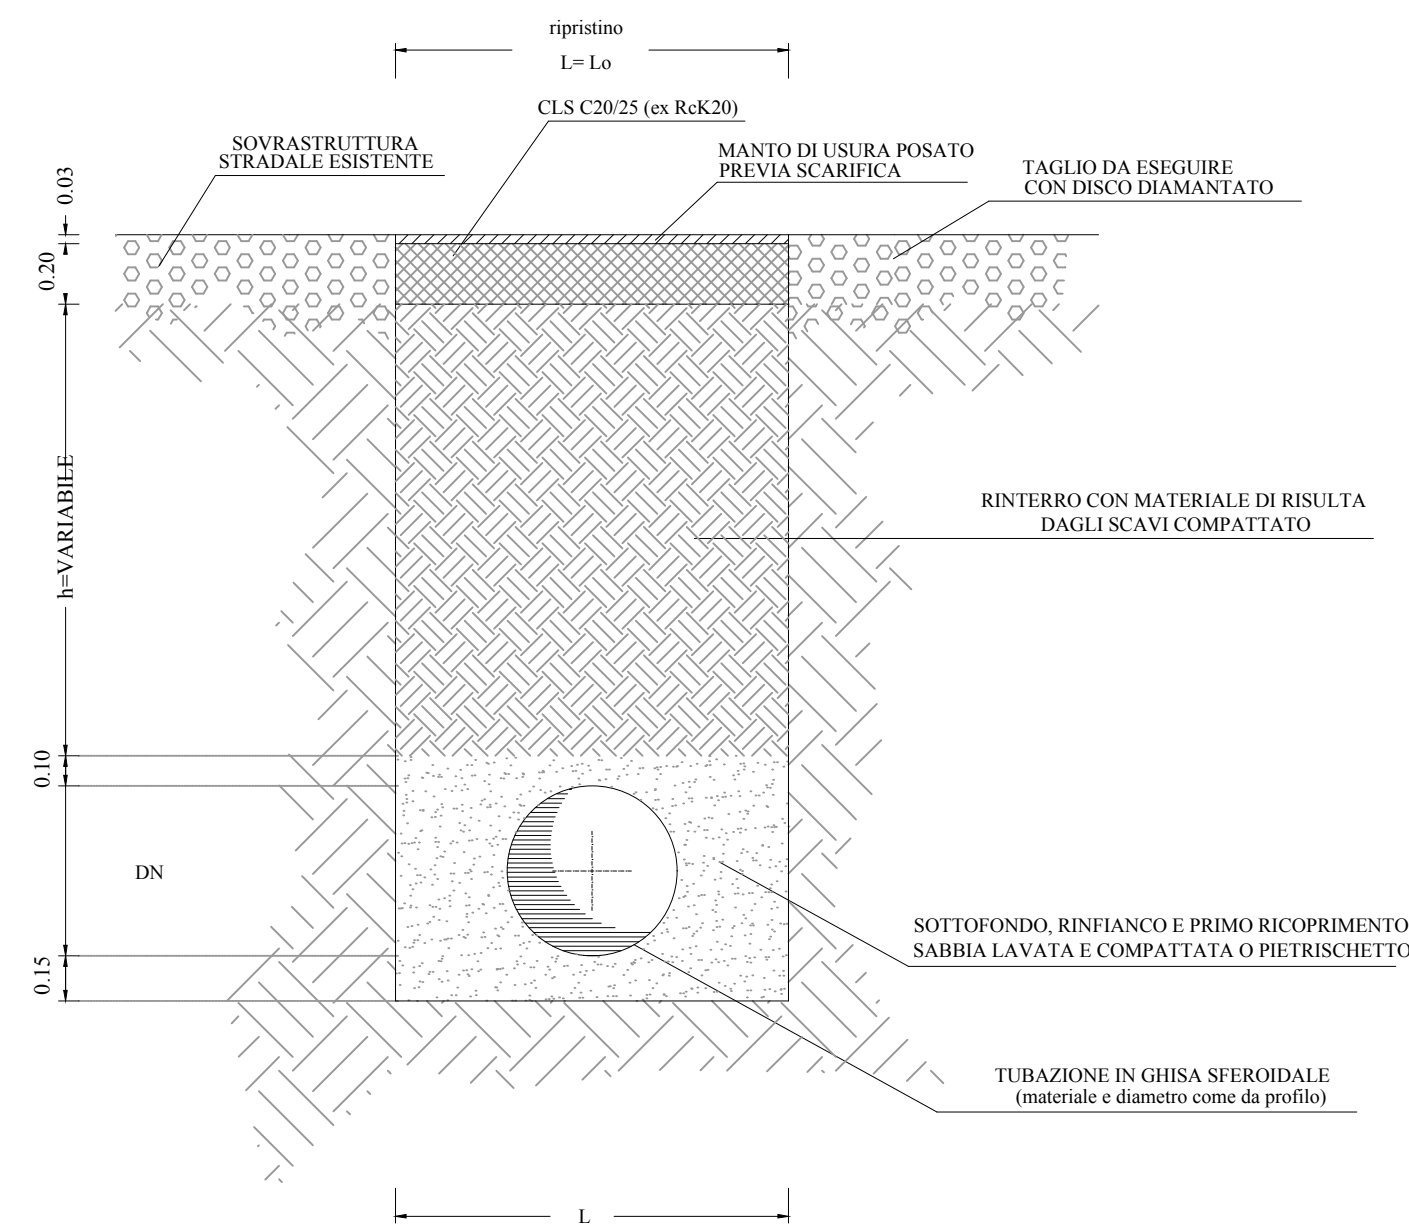 ripristino
L= Lo
CLS C20/25 (ex RcK20)
SOVRASTRUTTURA
STRADALE ESISTENTE
MANTO DI USURA POSATO
PREVIA SCARIFICA
TAGLIO DA ESEGUIRE
CON DISCO DIAMANTATO
0.03
0.20
h=VARIABILE
RINTERRO CON MATERIALE DI RISULTA
DAGLI SCAVI COMPATTATO
0.10
DN
0.15
SOTTOFONDO, RINFIANCO E PRIMO RICOPRIMENTO
SABBIA LAVATA E COMPATTATA O PIETRISCHETTO
TUBAZIONE IN GHISA SFEROIDALE
(materiale e diametro come da profilo)
L